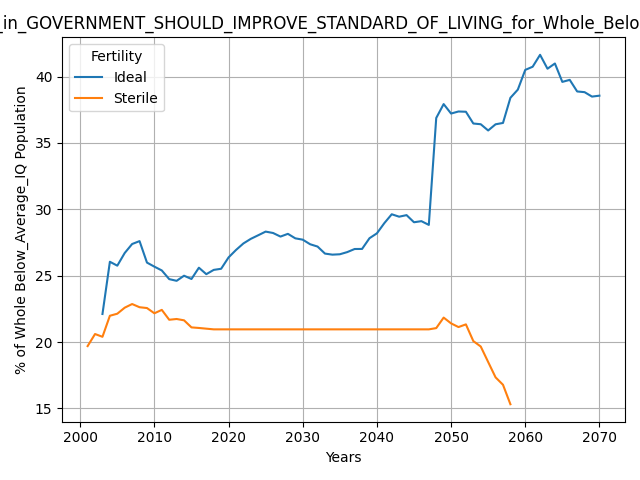 _in_GOVERNMENT_SHOULD_IMPROVE_STANDARD_OF_LIVING_for_Whole_Belo
Fertility
Ideal
Sterile
% of Whole Below_Average_IQ Population
40
35
30
25
20
15
2000 2010 2020 2030 2040 2050 2060 2070
Years